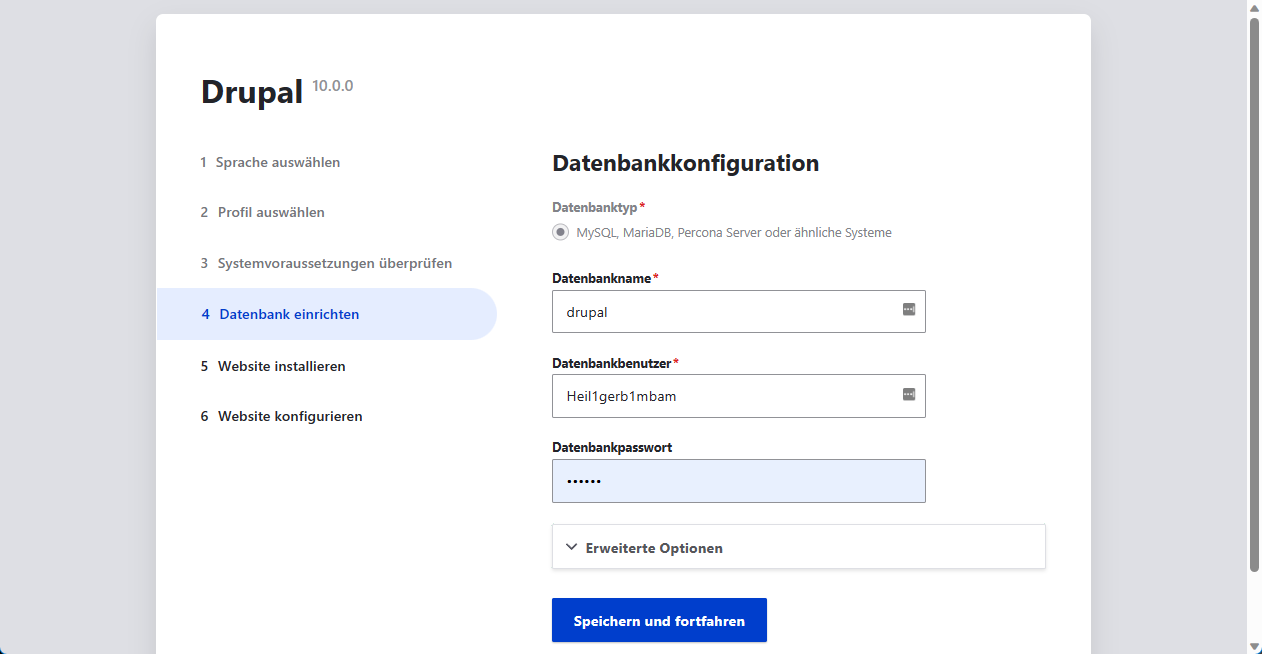 Drupal 10.0.0
1 Sprache auswählen
2 Profil auswählen
3 Systemvoraussetzungen überprüfen
4 Datenbank einrichten
5 Website installieren
6 Website konfigurieren
Datenbankkonfiguration
Datenbanktyp*
MySQL, MariaDB, Percona Server oder ähnliche Systeme
Datenbankname*
drupal
Datenbankbenutzer*
Heil1gerb1mbam
Datenbankpasswort
••••••
Erweiterte Optionen
Speichern und fortfahren